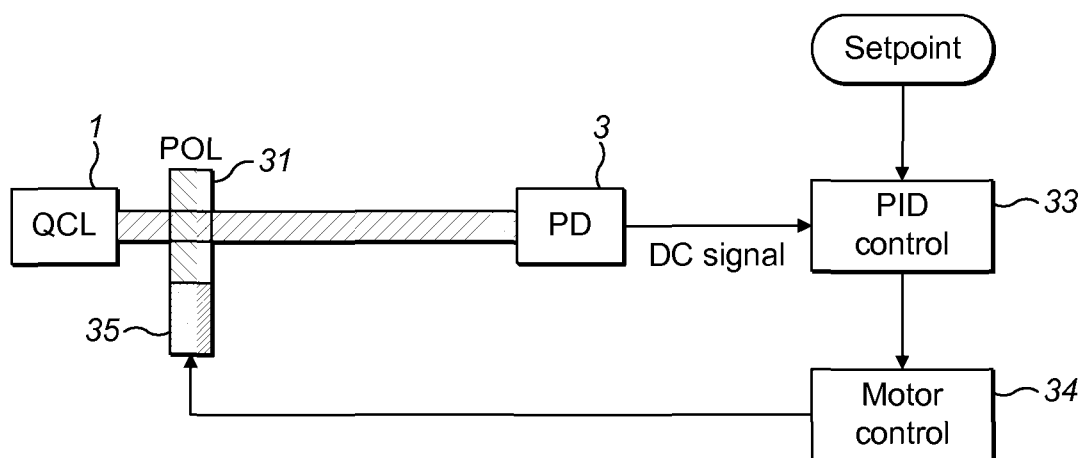 Setpoint
1
POL
31
3
QCL
PD
DC signal
PID
control
33
35
Motor
control
34